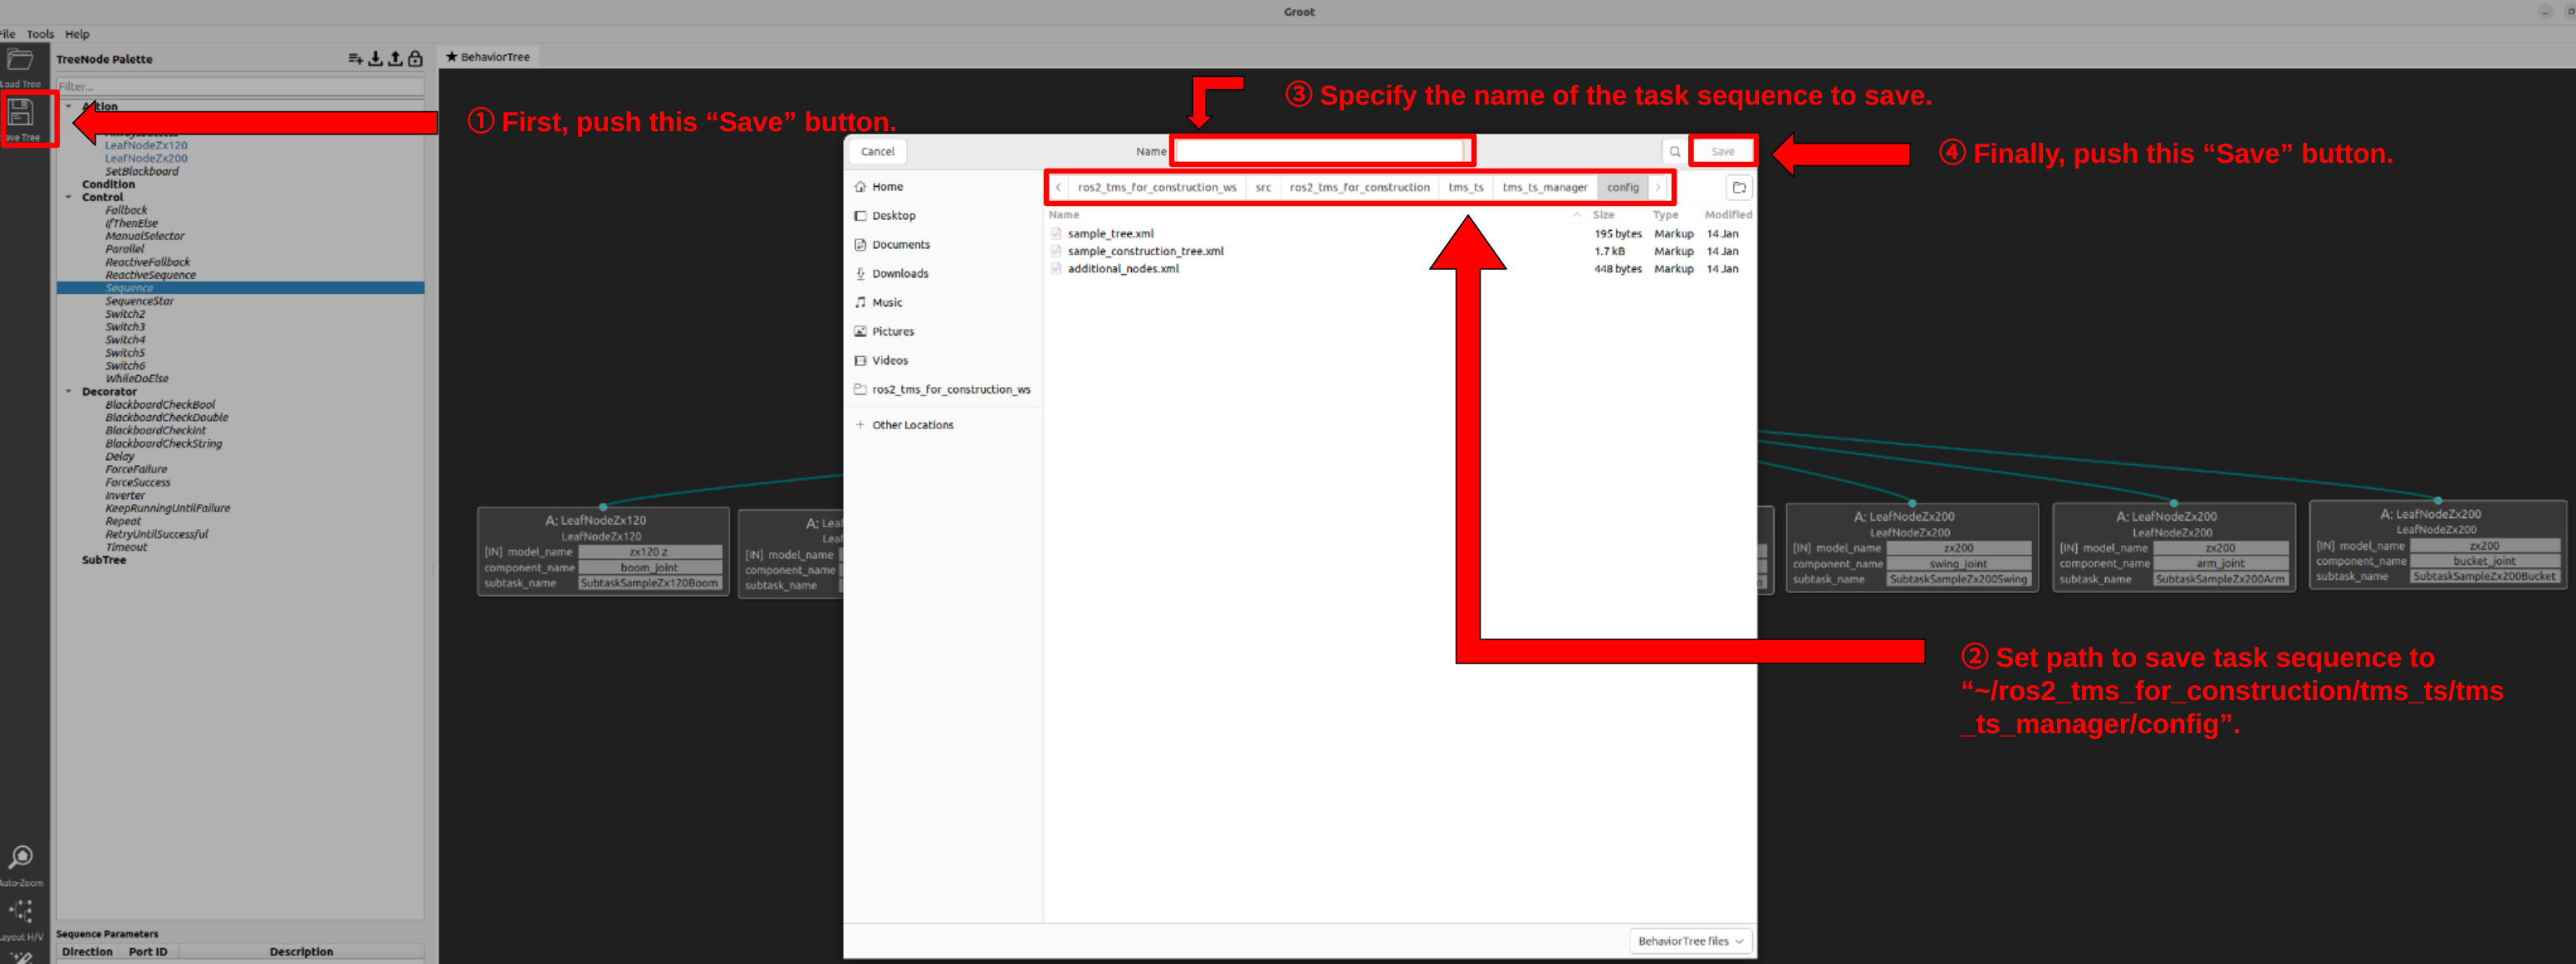 Groot
File Tools Help
Load Tree
TreeNode Palette
★ BehaviorTree
Filter...
Save Tree
Action
LeafNodeZx120
LeafNodeZx200
SetBlackboard
Condition
Control
Fallback
IfThenElse
ManualSelector
Parallel
ReactiveFallback
ReactiveSequence
Sequence
SequenceStar
Switch2
Switch3
Switch4
Switch5
Switch6
WhileDoElse
Decorator
BlackboardCheckBool
BlackboardCheckDouble
BlackboardCheckInt
BlackboardCheckString
Delay
ForceFailure
ForceSuccess
Inverter
KeepRunningUntilFailure
Repeat
RetryUntilSuccessful
Timeout
SubTree
Auto-Zoom
Layout H/V
Sequence Parameters
Direction Port ID Description
① First, push this “Save” button.
③ Specify the name of the task sequence to save.
④ Finally, push this “Save” button.
Cancel Name Save
Home
Desktop
Documents
Downloads
Music
Pictures
Videos
ros2_tms_for_construction_ws
+ Other Locations
ros2_tms_for_construction_ws src ros2_tms_for_construction tms_ts tms_ts_manager config
Name Size Type Modified
sample_tree.xml 195 bytes Markup 14 Jan
sample_construction_tree.xml 1.7 kB Markup 14 Jan
additional_nodes.xml 448 bytes Markup 14 Jan
BehaviorTree files
A: LeafNodeZx120
LeafNodeZx120
[IN] model_name zx120 z
component_name boom_joint
subtask_name SubtaskSampleZx120Boom
[IN] model_name
component_name
subtask_name
A: LeafNodeZx200
LeafNodeZx200
[IN] model_name zx200
component_name swing_joint
subtask_name SubtaskSampleZx200Swing
A: LeafNodeZx200
LeafNodeZx200
[IN] model_name zx200
component_name arm_joint
subtask_name SubtaskSampleZx200Arm
A: LeafNodeZx200
LeafNodeZx200
[IN] model_name zx200
component_name bucket_joint
subtask_name SubtaskSampleZx200Bucket
② Set path to save task sequence to
“~/ros2_tms_for_construction/tms_ts/tms
_ts_manager/config”.